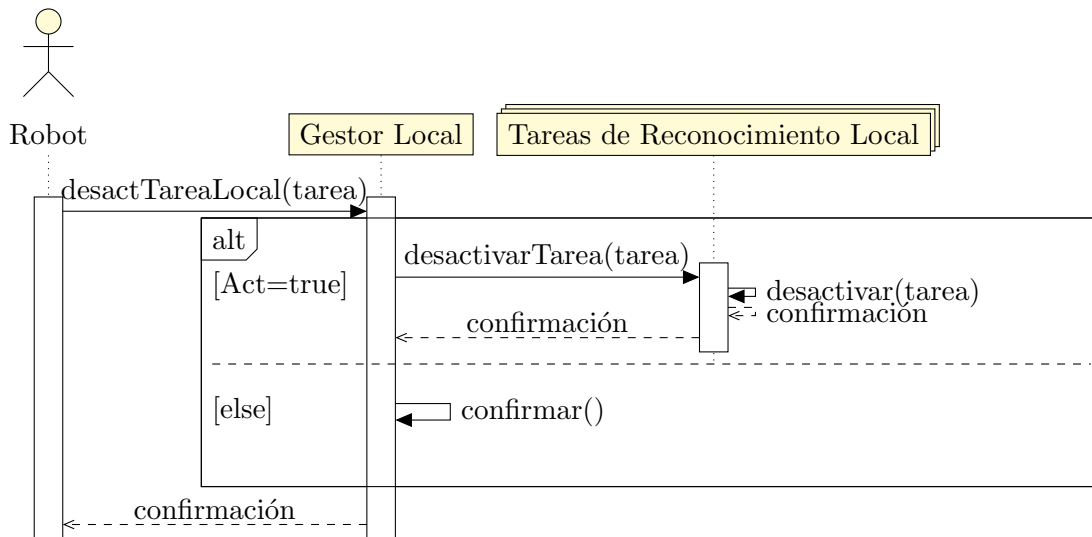 Robot
Gestor Local
Tareas de Reconocimiento Local
desactTareaLocal(tarea)
alt
[Act=true]
desactivarTarea(tarea)
desactivar(tarea)
confirmación
confirmación
[else]
confirmar()
confirmación